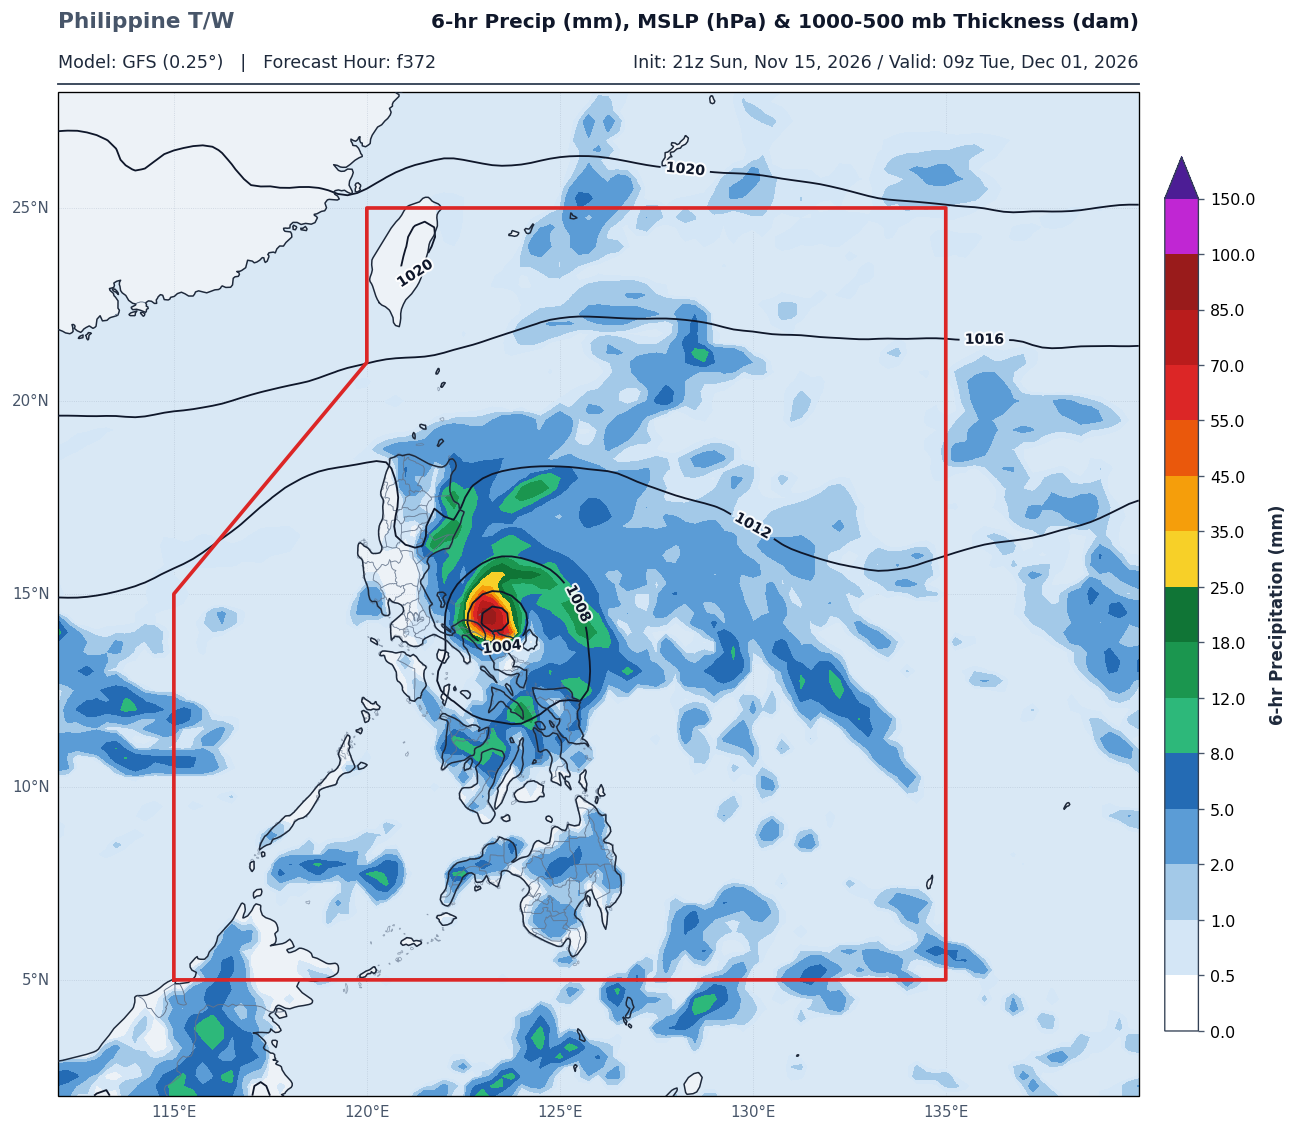 Philippine T/W
6-hr Precip (mm), MSLP (hPa) & 1000-500 mb Thickness (dam)
Model: GFS (0.25°) | Forecast Hour: f372
Init: 21z Sun, Nov 15, 2026 / Valid: 09z Tue, Dec 01, 2026
25°N
20°N
15°N
10°N
5°N
115°E
120°E
125°E
130°E
135°E
1020
1020
1016
1012
1008
1004
150.0
100.0
85.0
70.0
55.0
45.0
35.0
25.0
18.0
12.0
8.0
5.0
2.0
1.0
0.5
0.0
6-hr Precipitation (mm)